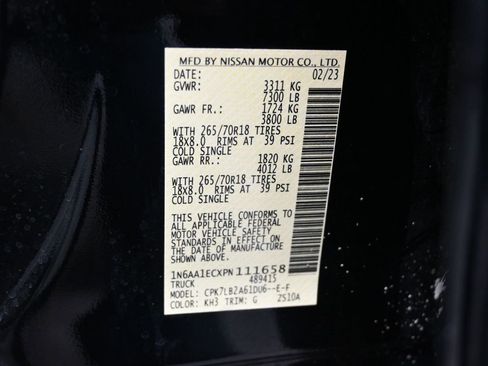 MFD BY NISSAN MOTOR CO., LTD.
DATE: 02/23
GVWR: 3311 KG
7300 LB
GAWR FR.: 1724 KG
3800 LB
WITH 265/70R18 TIRES
18x8.0 RIMS AT 39 PSI
COLD SINGLE
GAWR RR.: 1820 KG
4012 LB
WITH 265/70R18 TIRES
18x8.0 RIMS AT 39 PSI
COLD SINGLE
THIS VEHICLE CONFORMS TO
ALL APPLICABLE FEDERAL
MOTOR VEHICLE SAFETY
STANDARDS IN EFFECT ON
THE DATE OF MANUFACTURE
SHOWN ABOVE
1N6AA1ECXPN111658
TRUCK 489415
MODEL: CPK7LBZA61DU6--E-F
COLOR: KH3 TRIM: G ZS10A